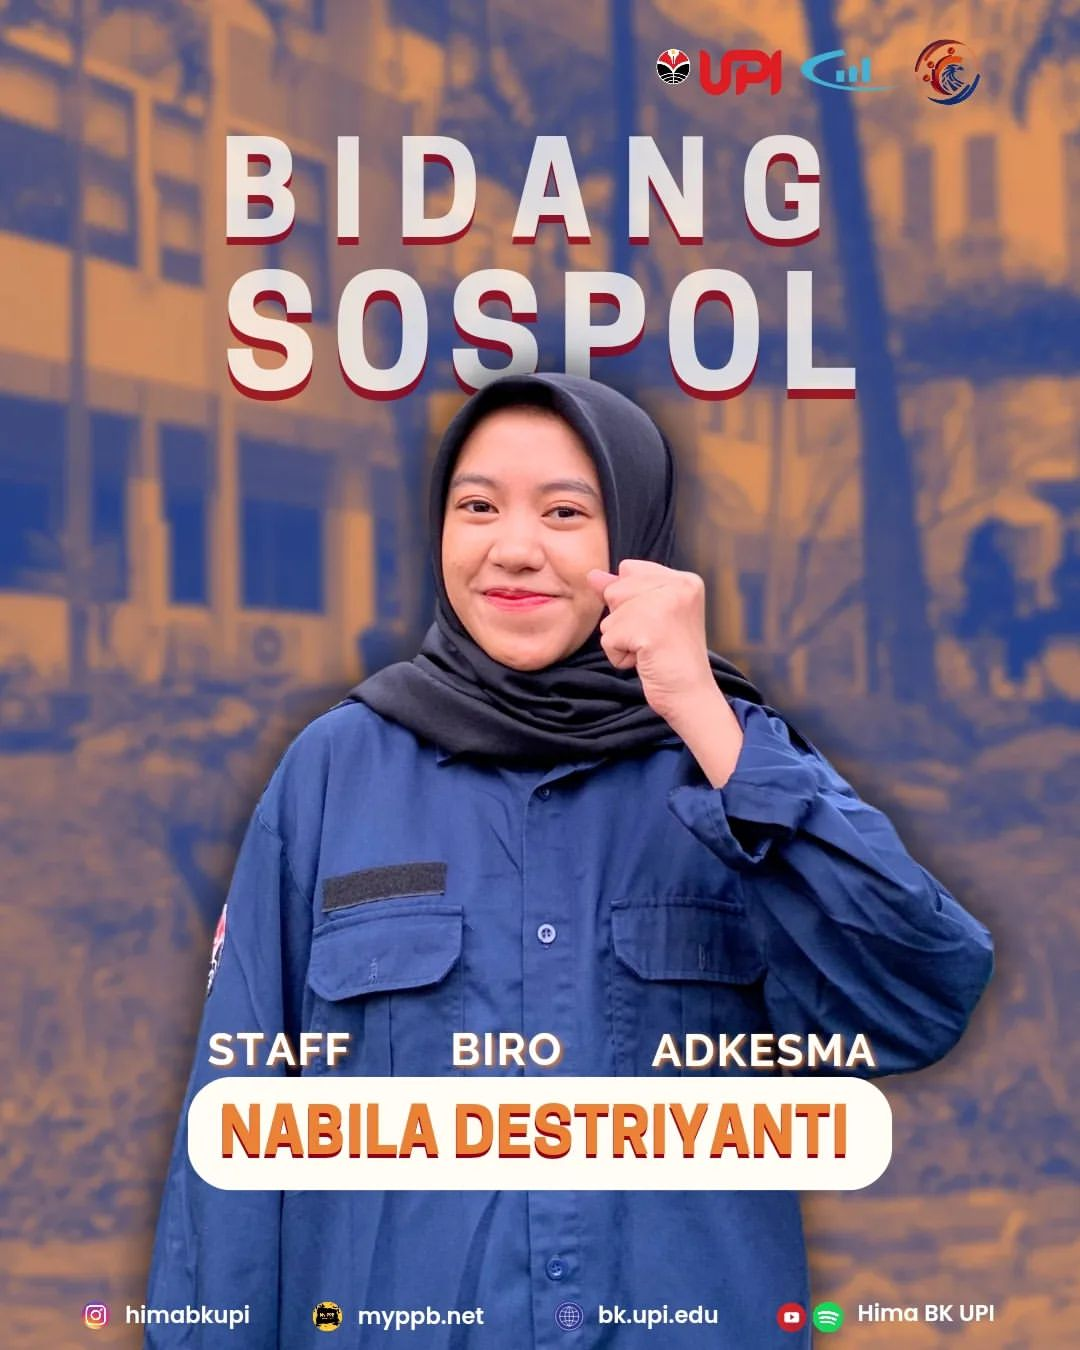 UPI
BIDANG
SOSPOL
STAFF BIRO ADKESMA
NABILA DESTRIYANTI
himabkupi myppb.net bk.upi.edu Hima BK UPI